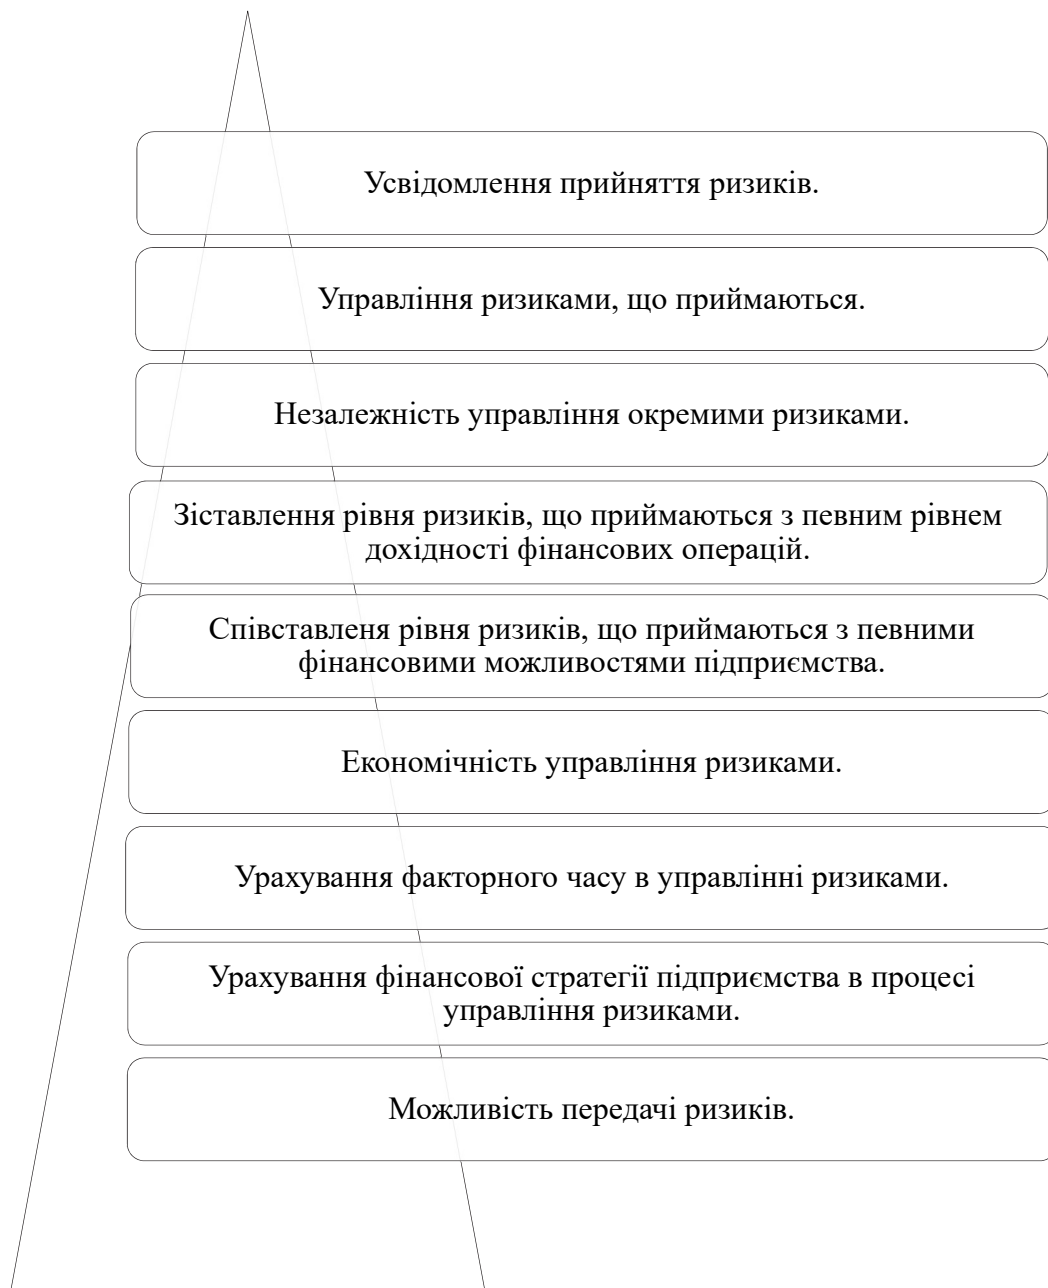 Усвідомлення прийняття ризиків.
Управління ризиками, що приймаються.
Незалежність управління окремими ризиками.
Зіставлення рівня ризиків, що приймаються з певним рівнем
дохідності фінансових операцій.
Співставленя рівня ризиків, що приймаються з певними
фінансовими можливостями підприємства.
Економічність управління ризиками.
Урахування факторного часу в управлінні ризиками.
Урахування фінансової стратегії підприємства в процесі
управління ризиками.
Можливість передачі ризиків.